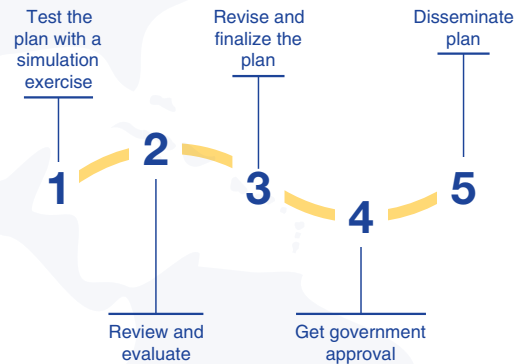 Test the
plan with a
simulation
exercise
1
2
Review and
evaluate
Revise and
finalize the
plan
3
4
Get government
approval
Disseminate
plan
5